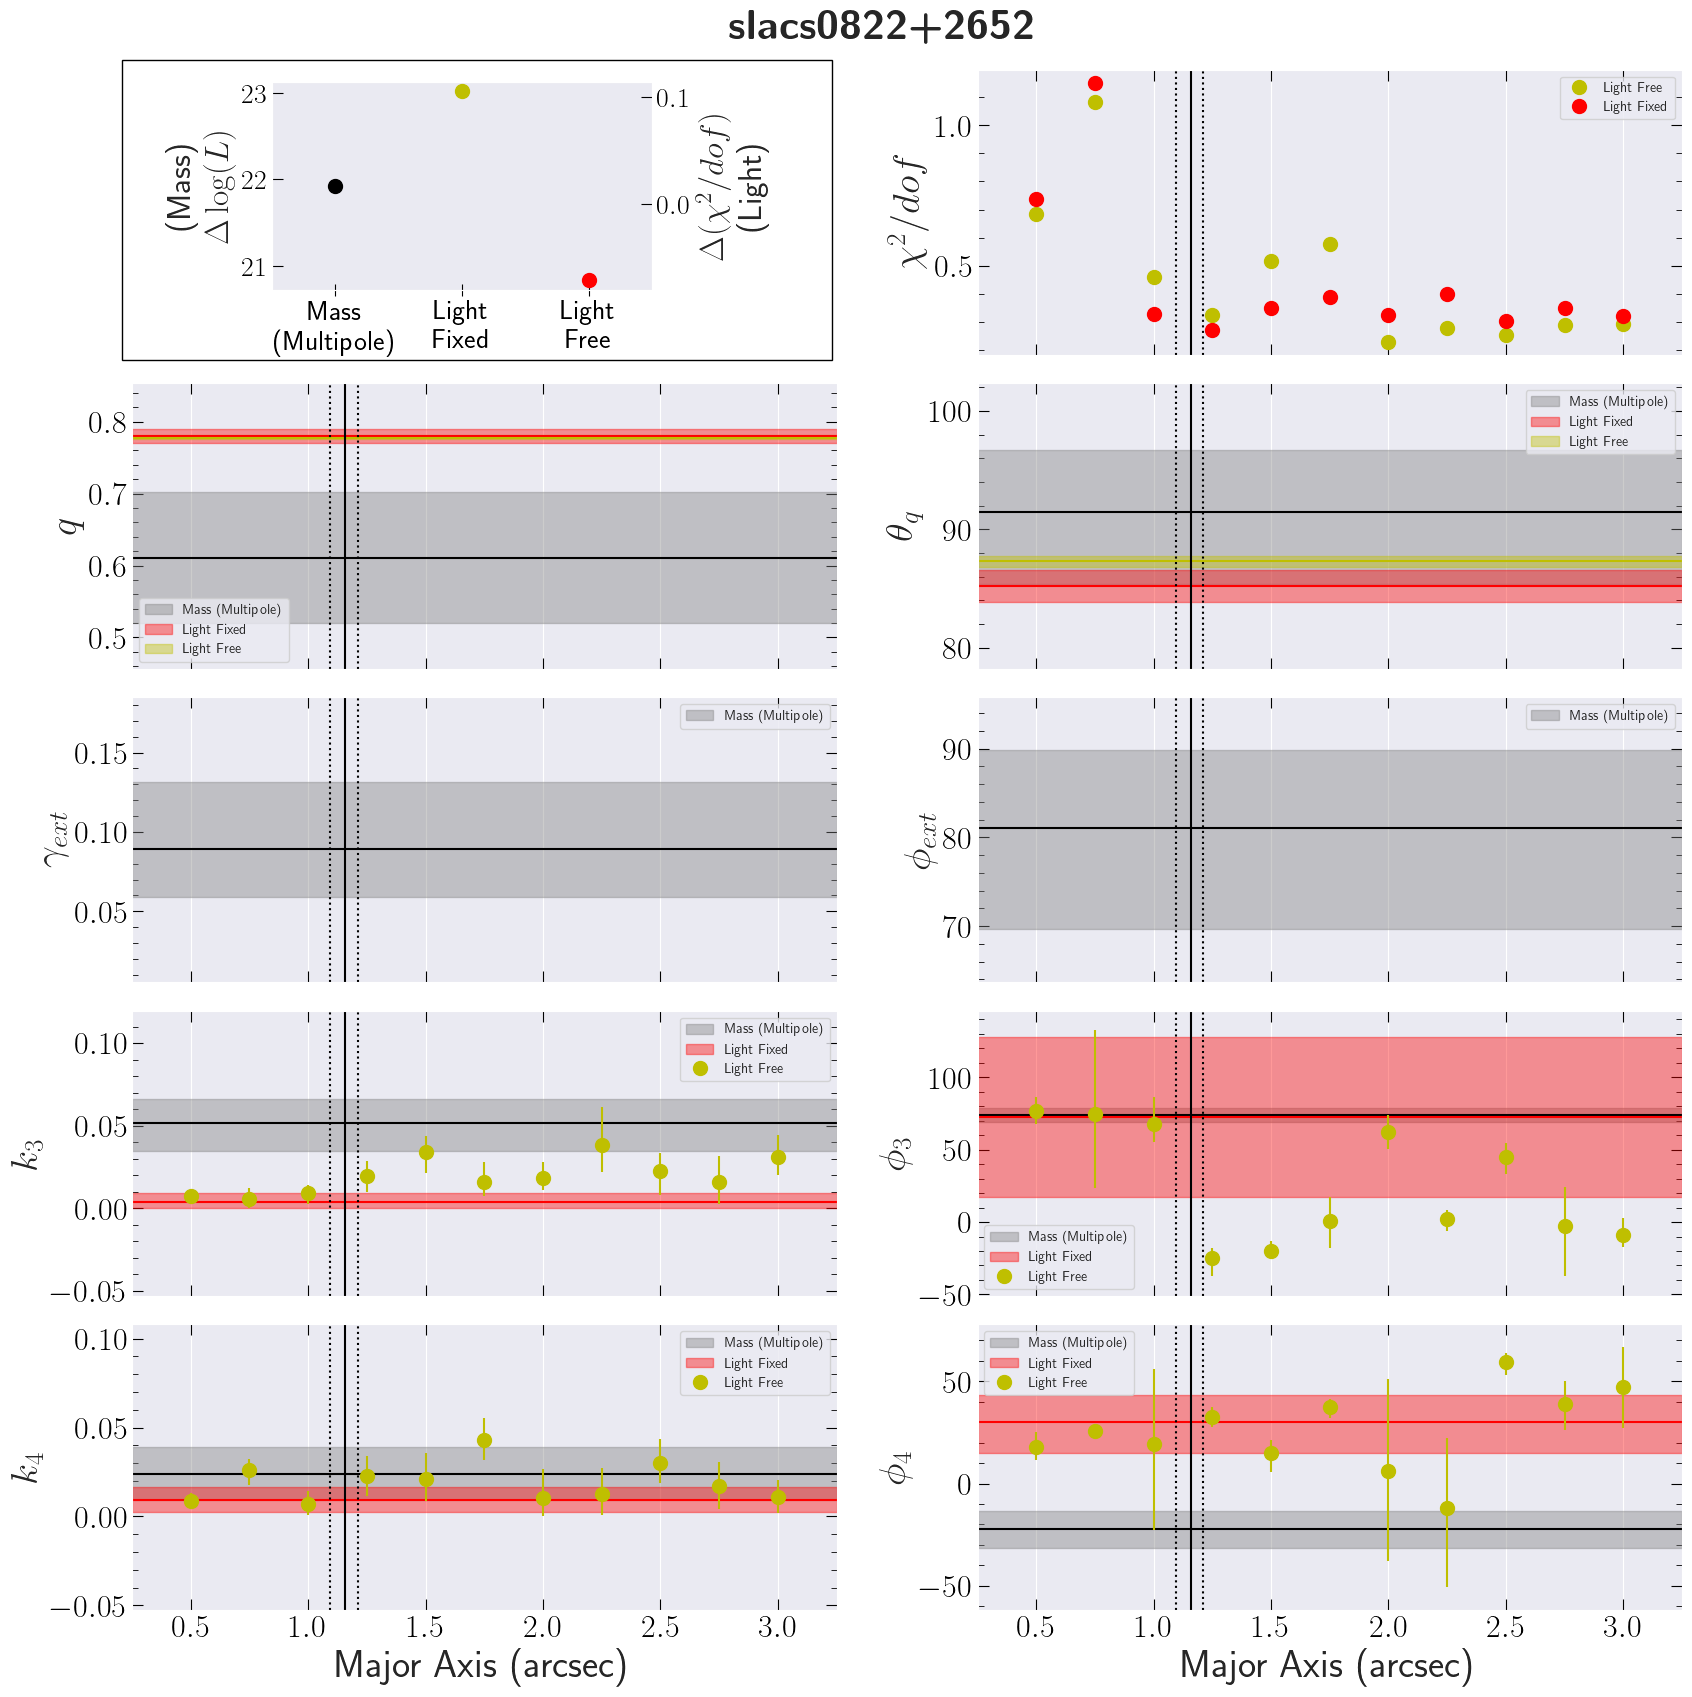 slacs0822+2652
(Mass)
Δ log(L)
23
22
21
0.1
0.0
Δ(χ²/dof)
(Light)
Mass
(Multipole)
Light
Fixed
Light
Free
χ²/dof
1.0
0.5
Light Free
Light Fixed
q
0.8
0.7
0.6
0.5
Mass (Multipole)
Light Fixed
Light Free
θ_q
100
90
80
Mass (Multipole)
Light Fixed
Light Free
γ_ext
0.15
0.10
0.05
Mass (Multipole)
ϕ_ext
90
80
70
Mass (Multipole)
k₃
0.10
0.05
0.00
−0.05
Mass (Multipole)
Light Fixed
Light Free
ϕ₃
100
50
0
−50
Mass (Multipole)
Light Fixed
Light Free
k₄
0.10
0.05
0.00
−0.05
Mass (Multipole)
Light Fixed
Light Free
0.5 1.0 1.5 2.0 2.5 3.0
Major Axis (arcsec)
ϕ₄
50
0
−50
Mass (Multipole)
Light Fixed
Light Free
0.5 1.0 1.5 2.0 2.5 3.0
Major Axis (arcsec)